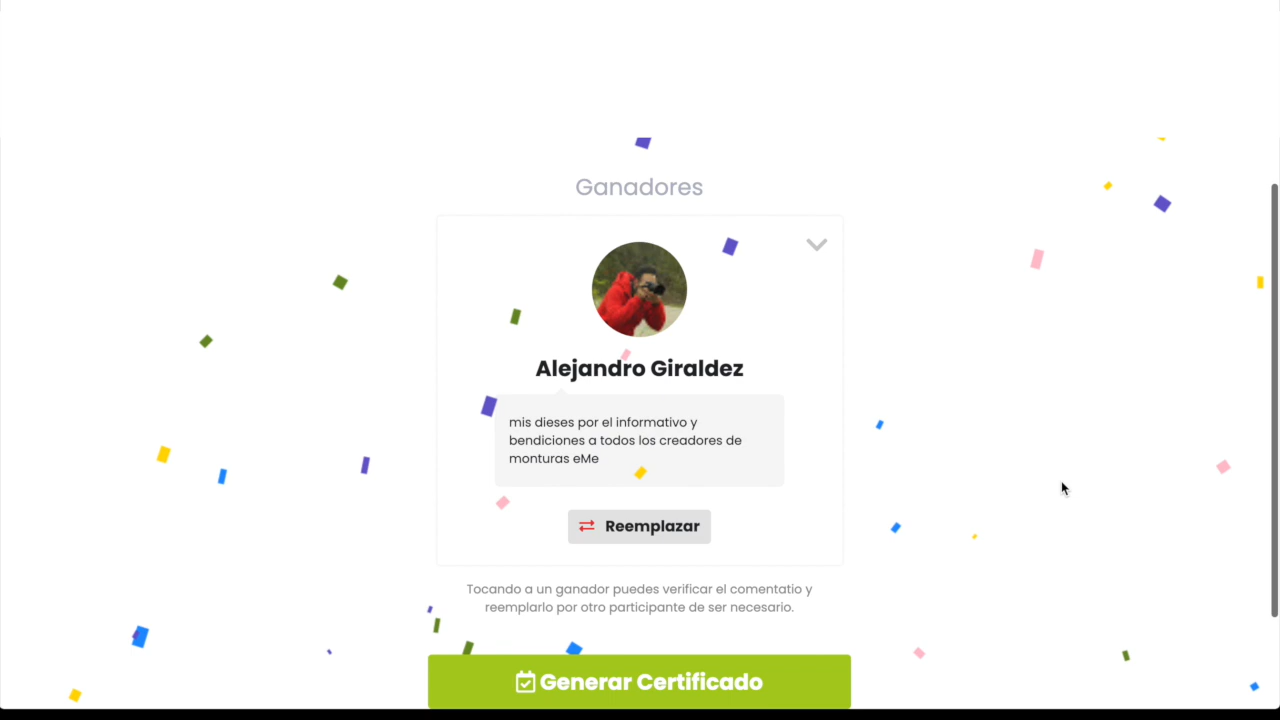 Ganadores
Alejandro Giraldez
mis dieses por el informativo y
bendiciones a todos los creadores de
monturas eMe
Reemplazar
Tocando a un ganador puedes verificar el comentatio y
reemplarlo por otro participante de ser necesario.
Generar Certificado